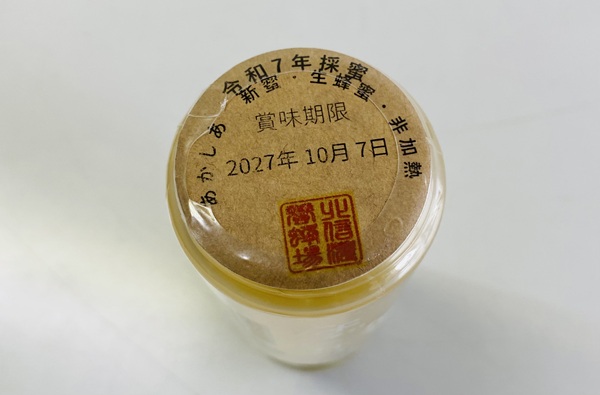 令和7年採蜜
あかしあ 新蜜・生蜂蜜・非加熱
賞味期限
2027年 10月 7日
北信濃
養蜂場